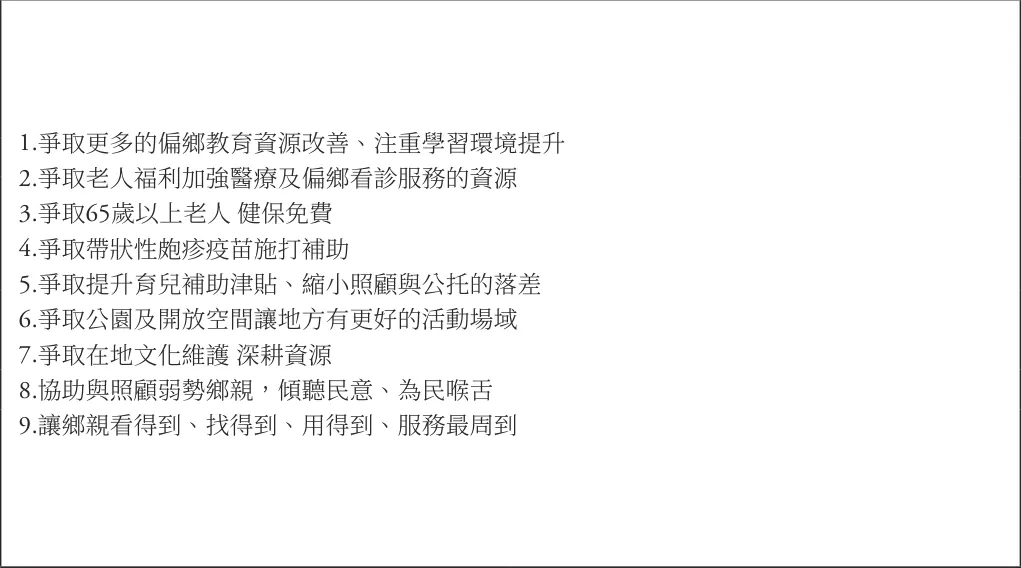 1.爭取更多的偏鄉教育資源改善、注重學習環境提升
2.爭取老人福利加強醫療及偏鄉看診服務的資源
3.爭取65歲以上老人 健保免費
4.爭取帶狀性皰疹疫苗施打補助
5.爭取提升育兒補助津貼、縮小照顧與公托的落差
6.爭取公園及開放空間讓地方有更好的活動場域
7.爭取在地文化維護 深耕資源
8.協助與照顧弱勢鄉親，傾聽民意、為民喉舌
9.讓鄉親看得到、找得到、用得到、服務最周到